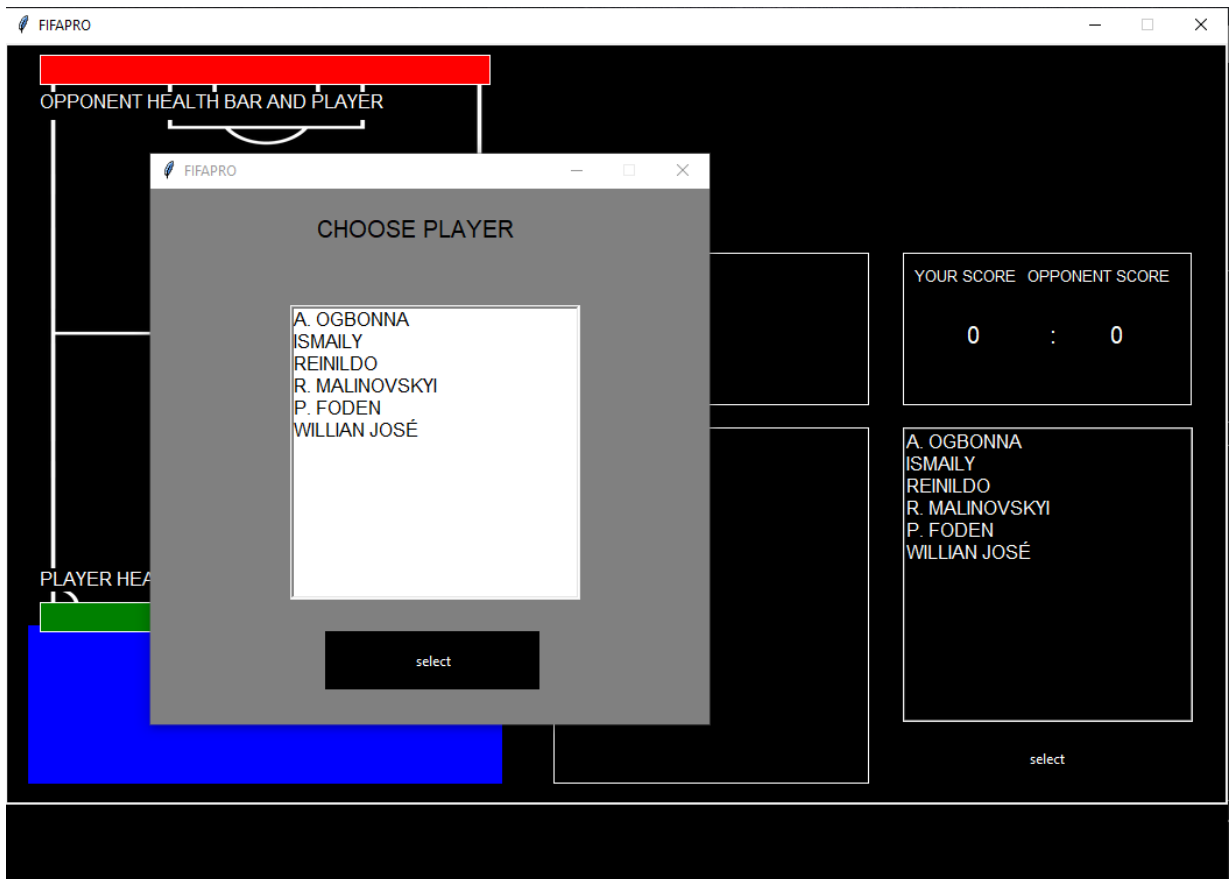 FIFAPRO
OPPONENT HEALTH BAR AND PLAYER
FIFAPRO
CHOOSE PLAYER
A. OGBONNA
ISMAILY
REINILDO
R. MALINOVSKYI
P. FODEN
WILLIAN JOSÉ
select
YOUR SCORE OPPONENT SCORE
0 : 0
A. OGBONNA
ISMAILY
REINILDO
R. MALINOVSKYI
P. FODEN
WILLIAN JOSÉ
select
PLAYER